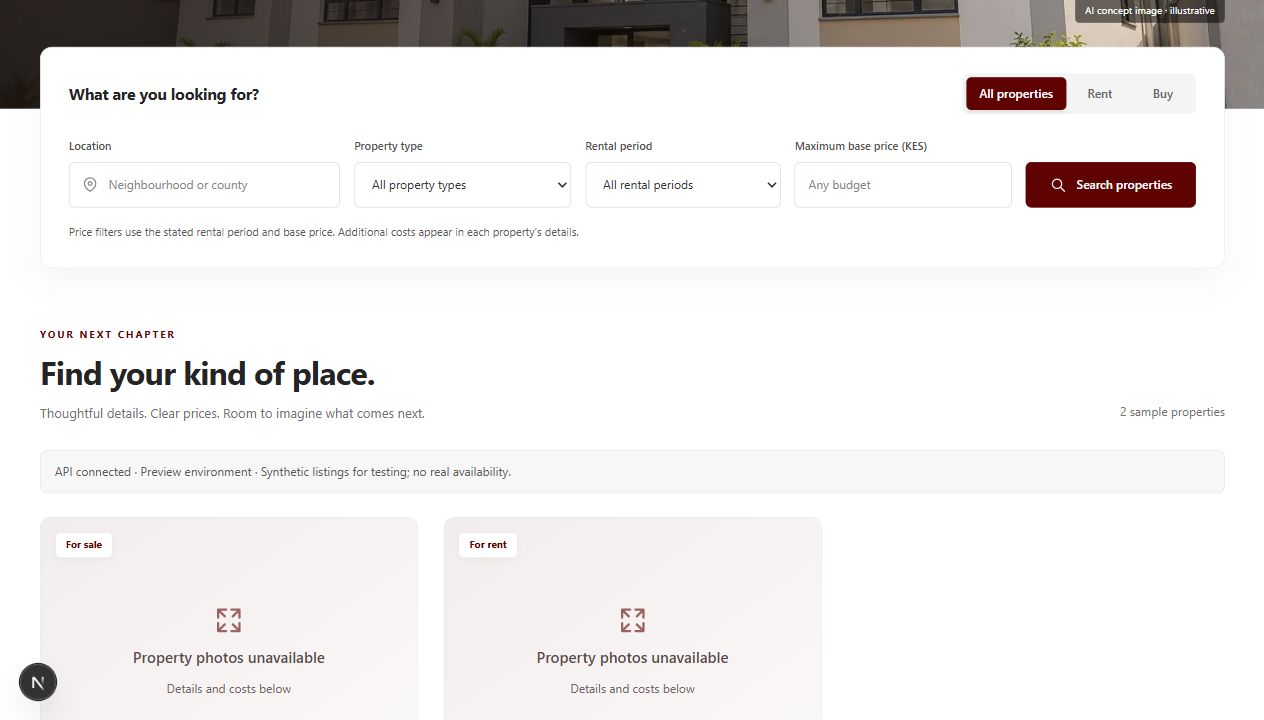 AI concept image · illustrative
What are you looking for?
All properties
Rent
Buy
Location
Property type
Rental period
Maximum base price (KES)
Neighbourhood or county
All property types
All rental periods
Any budget
Search properties
Price filters use the stated rental period and base price. Additional costs appear in each property's details.
YOUR NEXT CHAPTER
Find your kind of place.
Thoughtful details. Clear prices. Room to imagine what comes next.
2 sample properties
API connected · Preview environment · Synthetic listings for testing; no real availability.
For sale
For rent
Property photos unavailable
Property photos unavailable
Details and costs below
Details and costs below
N